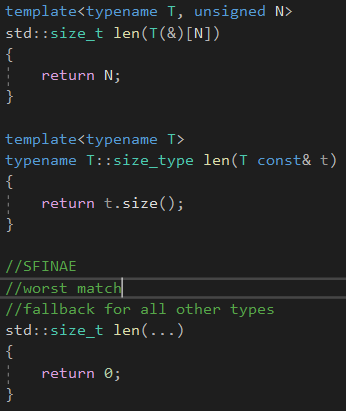 template<typename T, unsigned N>
std::size_t len(T(&)[N])
{
    return N;
}

template<typename T>
typename T::size_type len(T const& t)
{
    return t.size();
}

//SFINAE
//worst match
//fallback for all other types
std::size_t len(...)
{
    return 0;
}